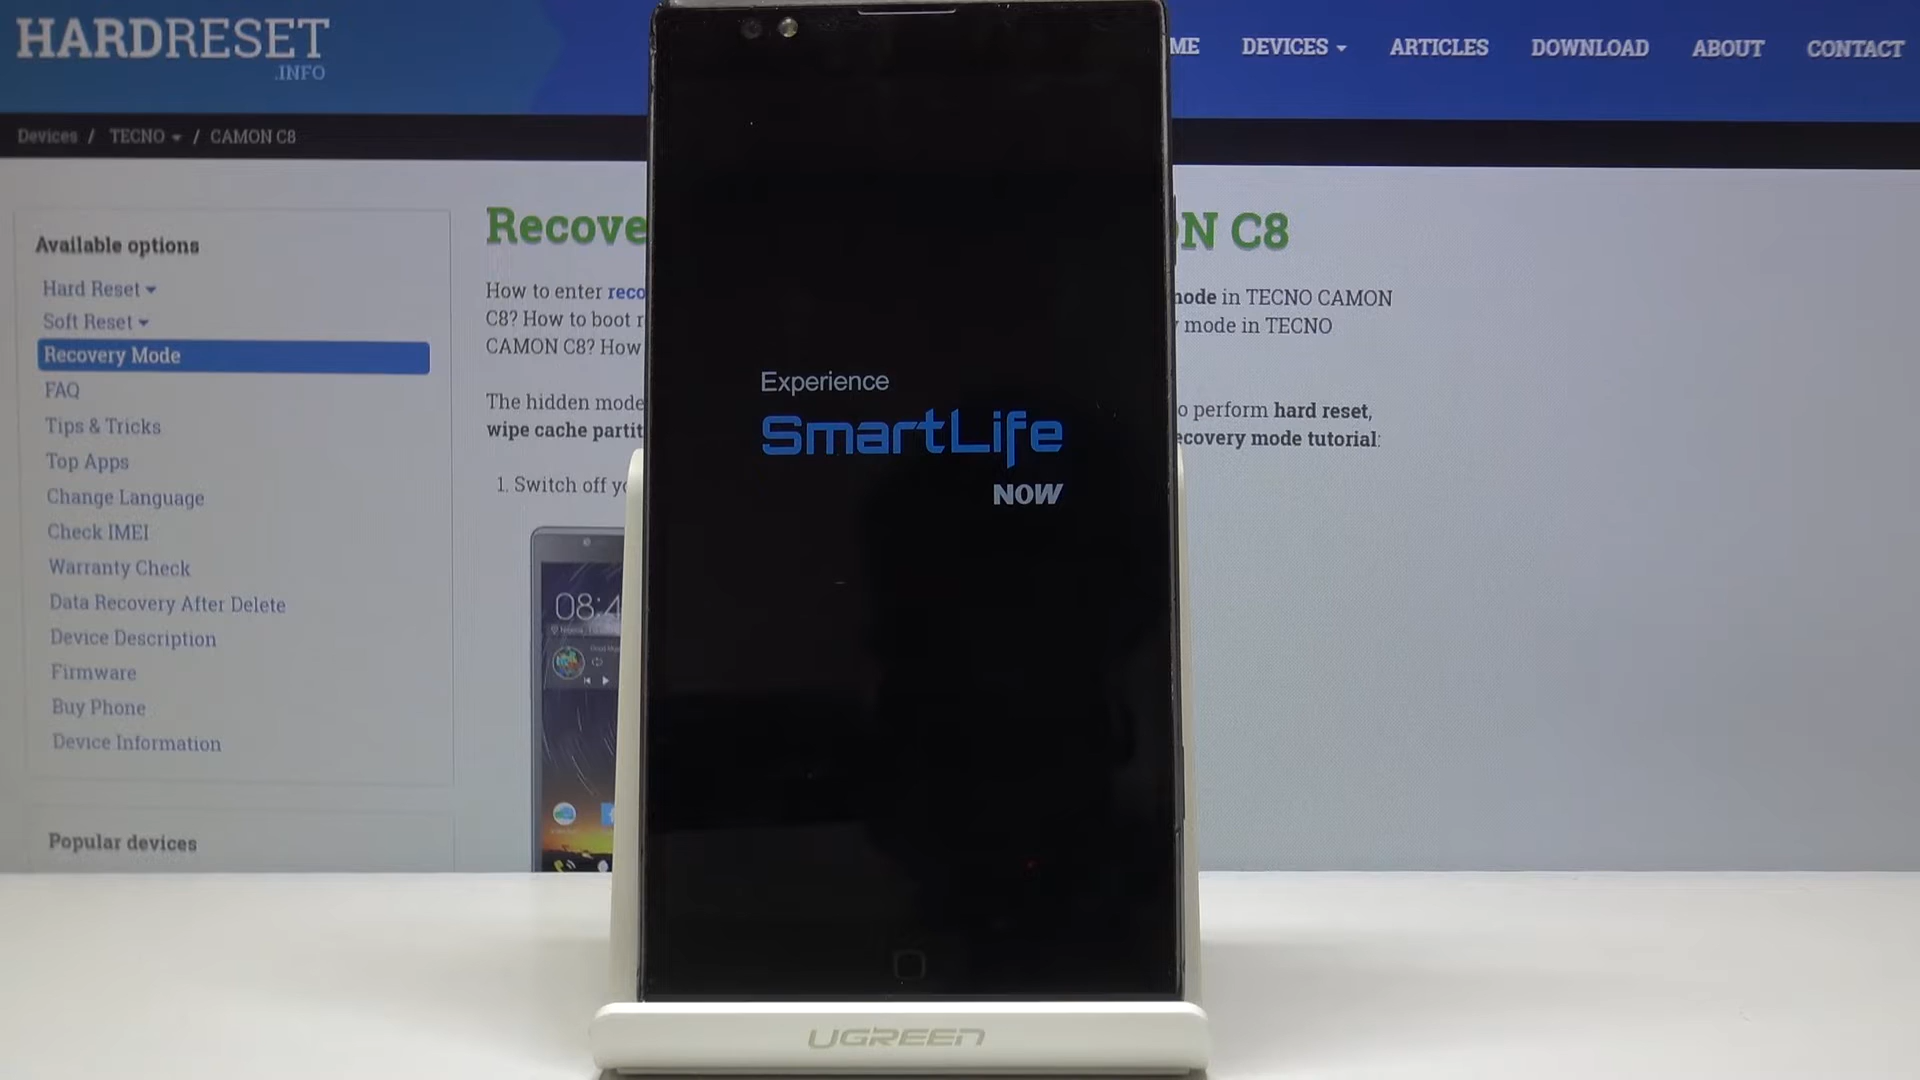 HARDRESET
.INFO
ME DEVICES ARTICLES DOWNLOAD ABOUT CONTACT
Devices / TECNO / CAMON C8
Available options
Hard Reset
Soft Reset
Recovery Mode
FAQ
Tips & Tricks
Top Apps
Change Language
Check IMEI
Warranty Check
Data Recovery After Delete
Device Description
Firmware
Buy Phone
Device Information
Popular devices
Recove N C8
How to enter reco ode in TECNO CAMON
C8? How to boot r mode in TECNO
CAMON C8? How
The hidden mode o perform hard reset,
wipe cache partit ecovery mode tutorial:
1. Switch off yo
08:4
Experience
SmartLife
NOW
UGREEN